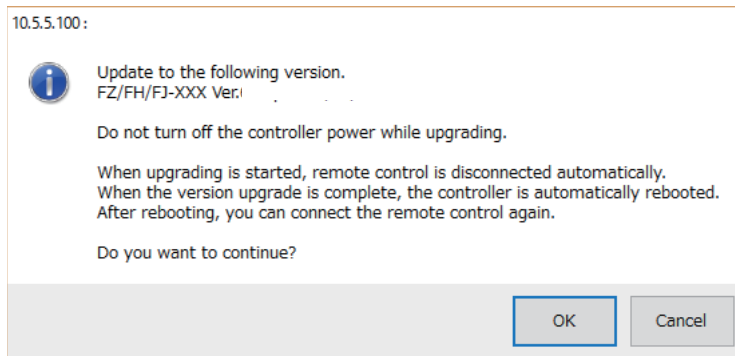 10.5.5.100 :
Update to the following version.
FZ/FH/FJ-XXX Ver.
Do not turn off the controller power while upgrading.
When upgrading is started, remote control is disconnected automatically.
When the version upgrade is complete, the controller is automatically rebooted.
After rebooting, you can connect the remote control again.
Do you want to continue?
OK
Cancel